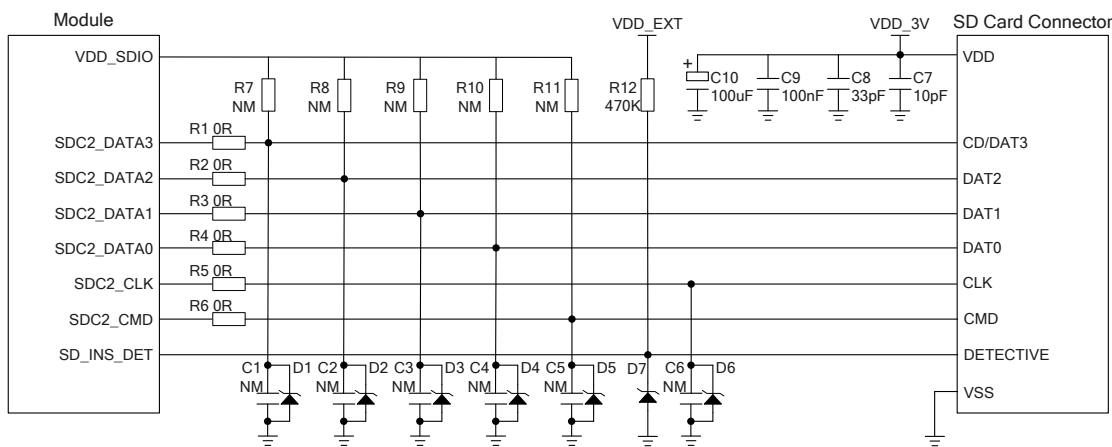 Module
VDD_EXT
VDD_3V
SD Card Connector
VDD_SDIO
VDD
R7
NM
R8
NM
R9
NM
R10
NM
R11
NM
R12
470K
+
C10
100uF
C9
100nF
C8
33pF
C7
10pF
SDC2_DATA3
R1 0R
CD/DAT3
SDC2_DATA2
R2 0R
DAT2
SDC2_DATA1
R3 0R
DAT1
SDC2_DATA0
R4 0R
DAT0
SDC2_CLK
R5 0R
CLK
SDC2_CMD
R6 0R
CMD
SD_INS_DET
DETECTIVE
C1
NM
D1
C2
NM
D2
C3
NM
D3
C4
NM
D4
C5
NM
D5
D7
C6
NM
D6
VSS